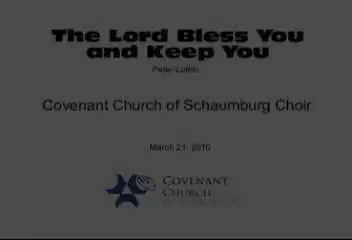 The Lord Bless You
and Keep You
Peter Lutkin
Covenant Church of Schaumburg Choir
March 21, 2010
COVENANT
CHURCH